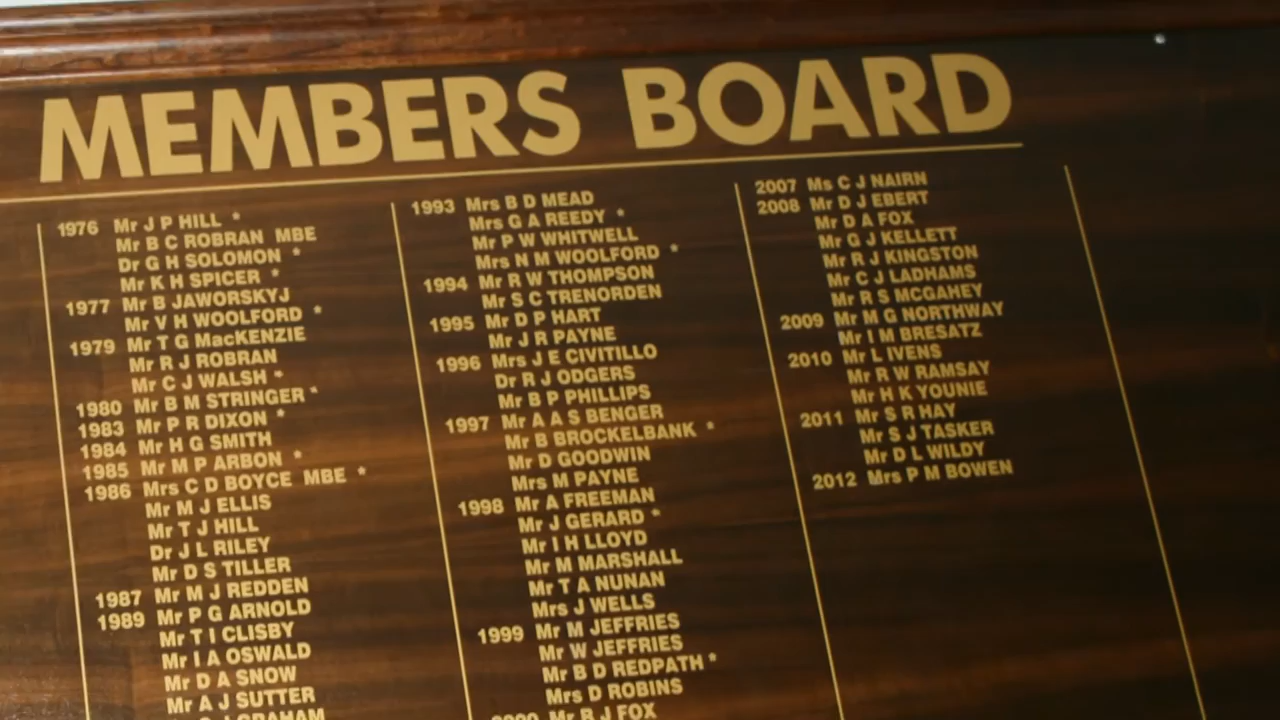 MEMBERS BOARD
1976 Mr J P HILL *
Mr B C ROBRAN MBE
Dr G H SOLOMON *
Mr K H SPICER *
1977 Mr B JAWORSKYJ
Mr V H WOOLFORD *
1979 Mr T G MacKENZIE
Mr R J ROBRAN
Mr C J WALSH *
1980 Mr B M STRINGER *
1983 Mr P R DIXON *
1984 Mr H G SMITH
1985 Mr M P ARBON *
1986 Mrs C D BOYCE MBE *
Mr M J ELLIS
Mr T J HILL
Dr J L RILEY
Mr D S TILLER
1987 Mr M J REDDEN
1989 Mr P G ARNOLD
Mr T I CLISBY
Mr I A OSWALD
Mr D A SNOW
Mr A J SUTTER
J GRAHAM
1993 Mrs B D MEAD
Mrs G A REEDY *
Mr P W WHITWELL
Mrs N M WOOLFORD *
1994 Mr R W THOMPSON
Mr S C TRENORDEN
1995 Mr D P HART
Mr J R PAYNE
1996 Mrs J E CIVITILLO
Dr R J ODGERS
Mr B P PHILLIPS
1997 Mr A A S BENGER
Mr B BROCKELBANK *
Mr D GOODWIN
Mrs M PAYNE
1998 Mr A FREEMAN
Mr J GERARD *
Mr I H LLOYD
Mr M MARSHALL
Mr T A NUNAN
Mrs J WELLS
1999 Mr M JEFFRIES
Mr W JEFFRIES
Mr B D REDPATH *
Mrs D ROBINS
2000 Mr R J FOX
2007 Ms C J NAIRN
2008 Mr D J EBERT
Mr D A FOX
Mr G J KELLETT
Mr R J KINGSTON
Mr C J LADHAMS
Mr R S MCGAHEY
2009 Mr M G NORTHWAY
Mr I M BRESATZ
2010 Mr L IVENS
Mr R W RAMSAY
Mr H K YOUNIE
2011 Mr S R HAY
Mr S J TASKER
Mr D L WILDY
2012 Mrs P M BOWEN